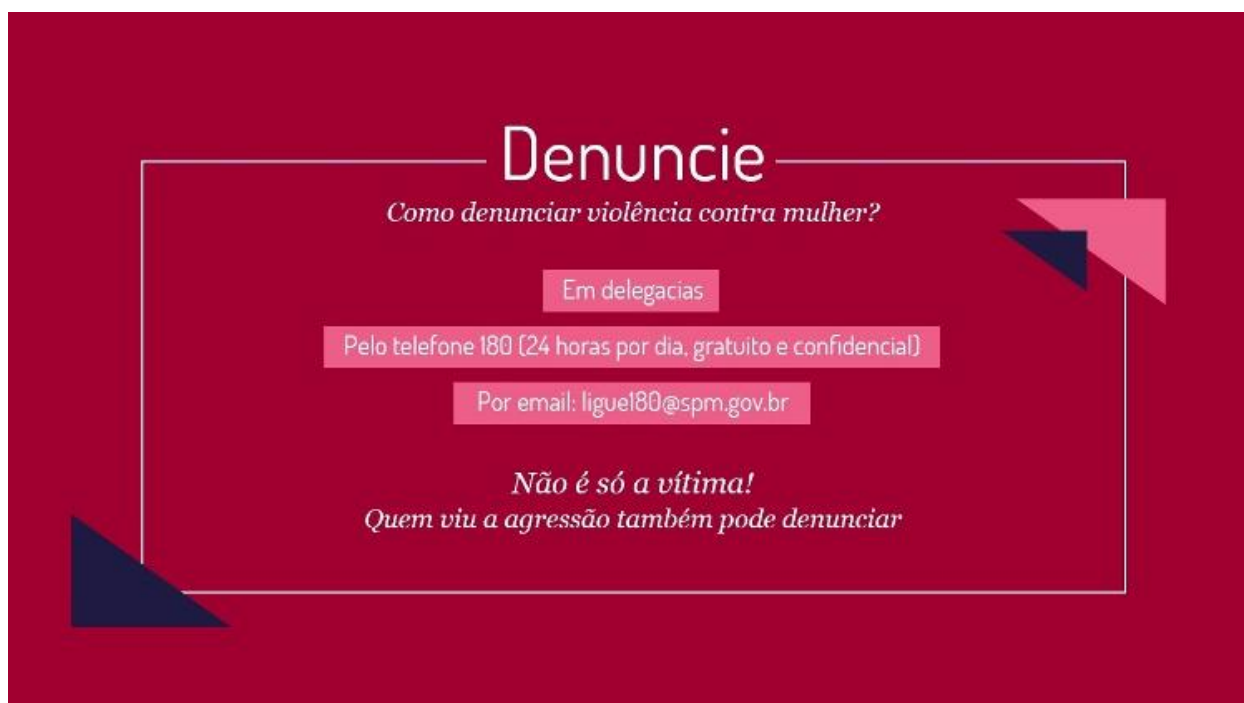 Denuncie
Como denunciar violência contra mulher?
Em delegacias
Pelo telefone 180 (24 horas por dia, gratuito e confidencial)
Por email: ligue180@spm.gov.br
Não é só a vítima!
Quem viu a agressão também pode denunciar